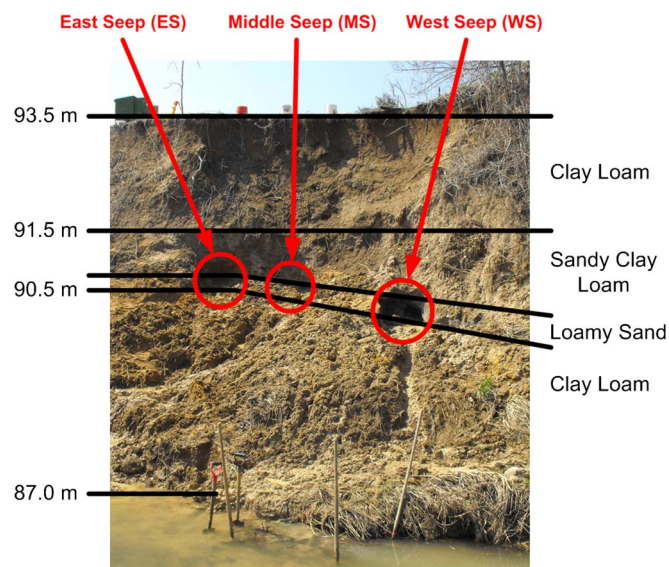 East Seep (ES)
Middle Seep (MS)
West Seep (WS)
93.5 m
Clay Loam
91.5 m
Sandy Clay
Loam
90.5 m
Loamy Sand
Clay Loam
87.0 m